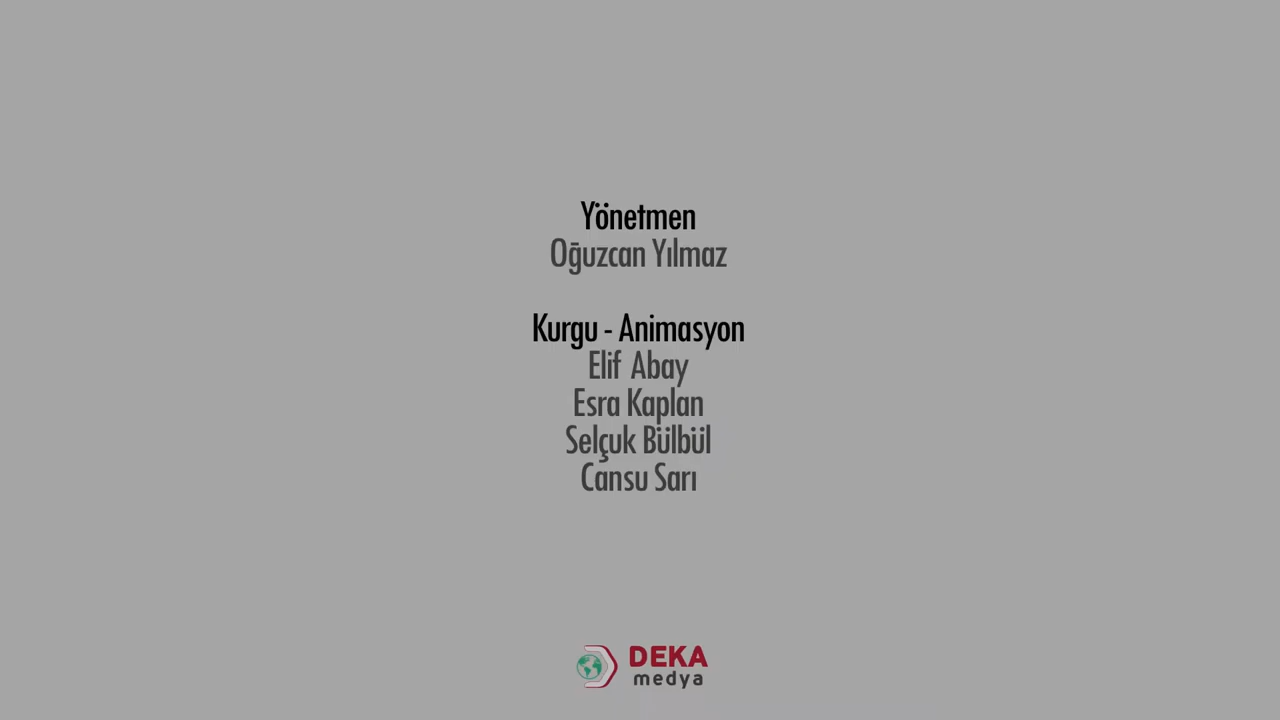 Yönetmen
Oğuzcan Yılmaz
Kurgu - Animasyon
Elif Abay
Esra Kaplan
Selçuk Bülbül
Cansu Sarı
DEKA
medya